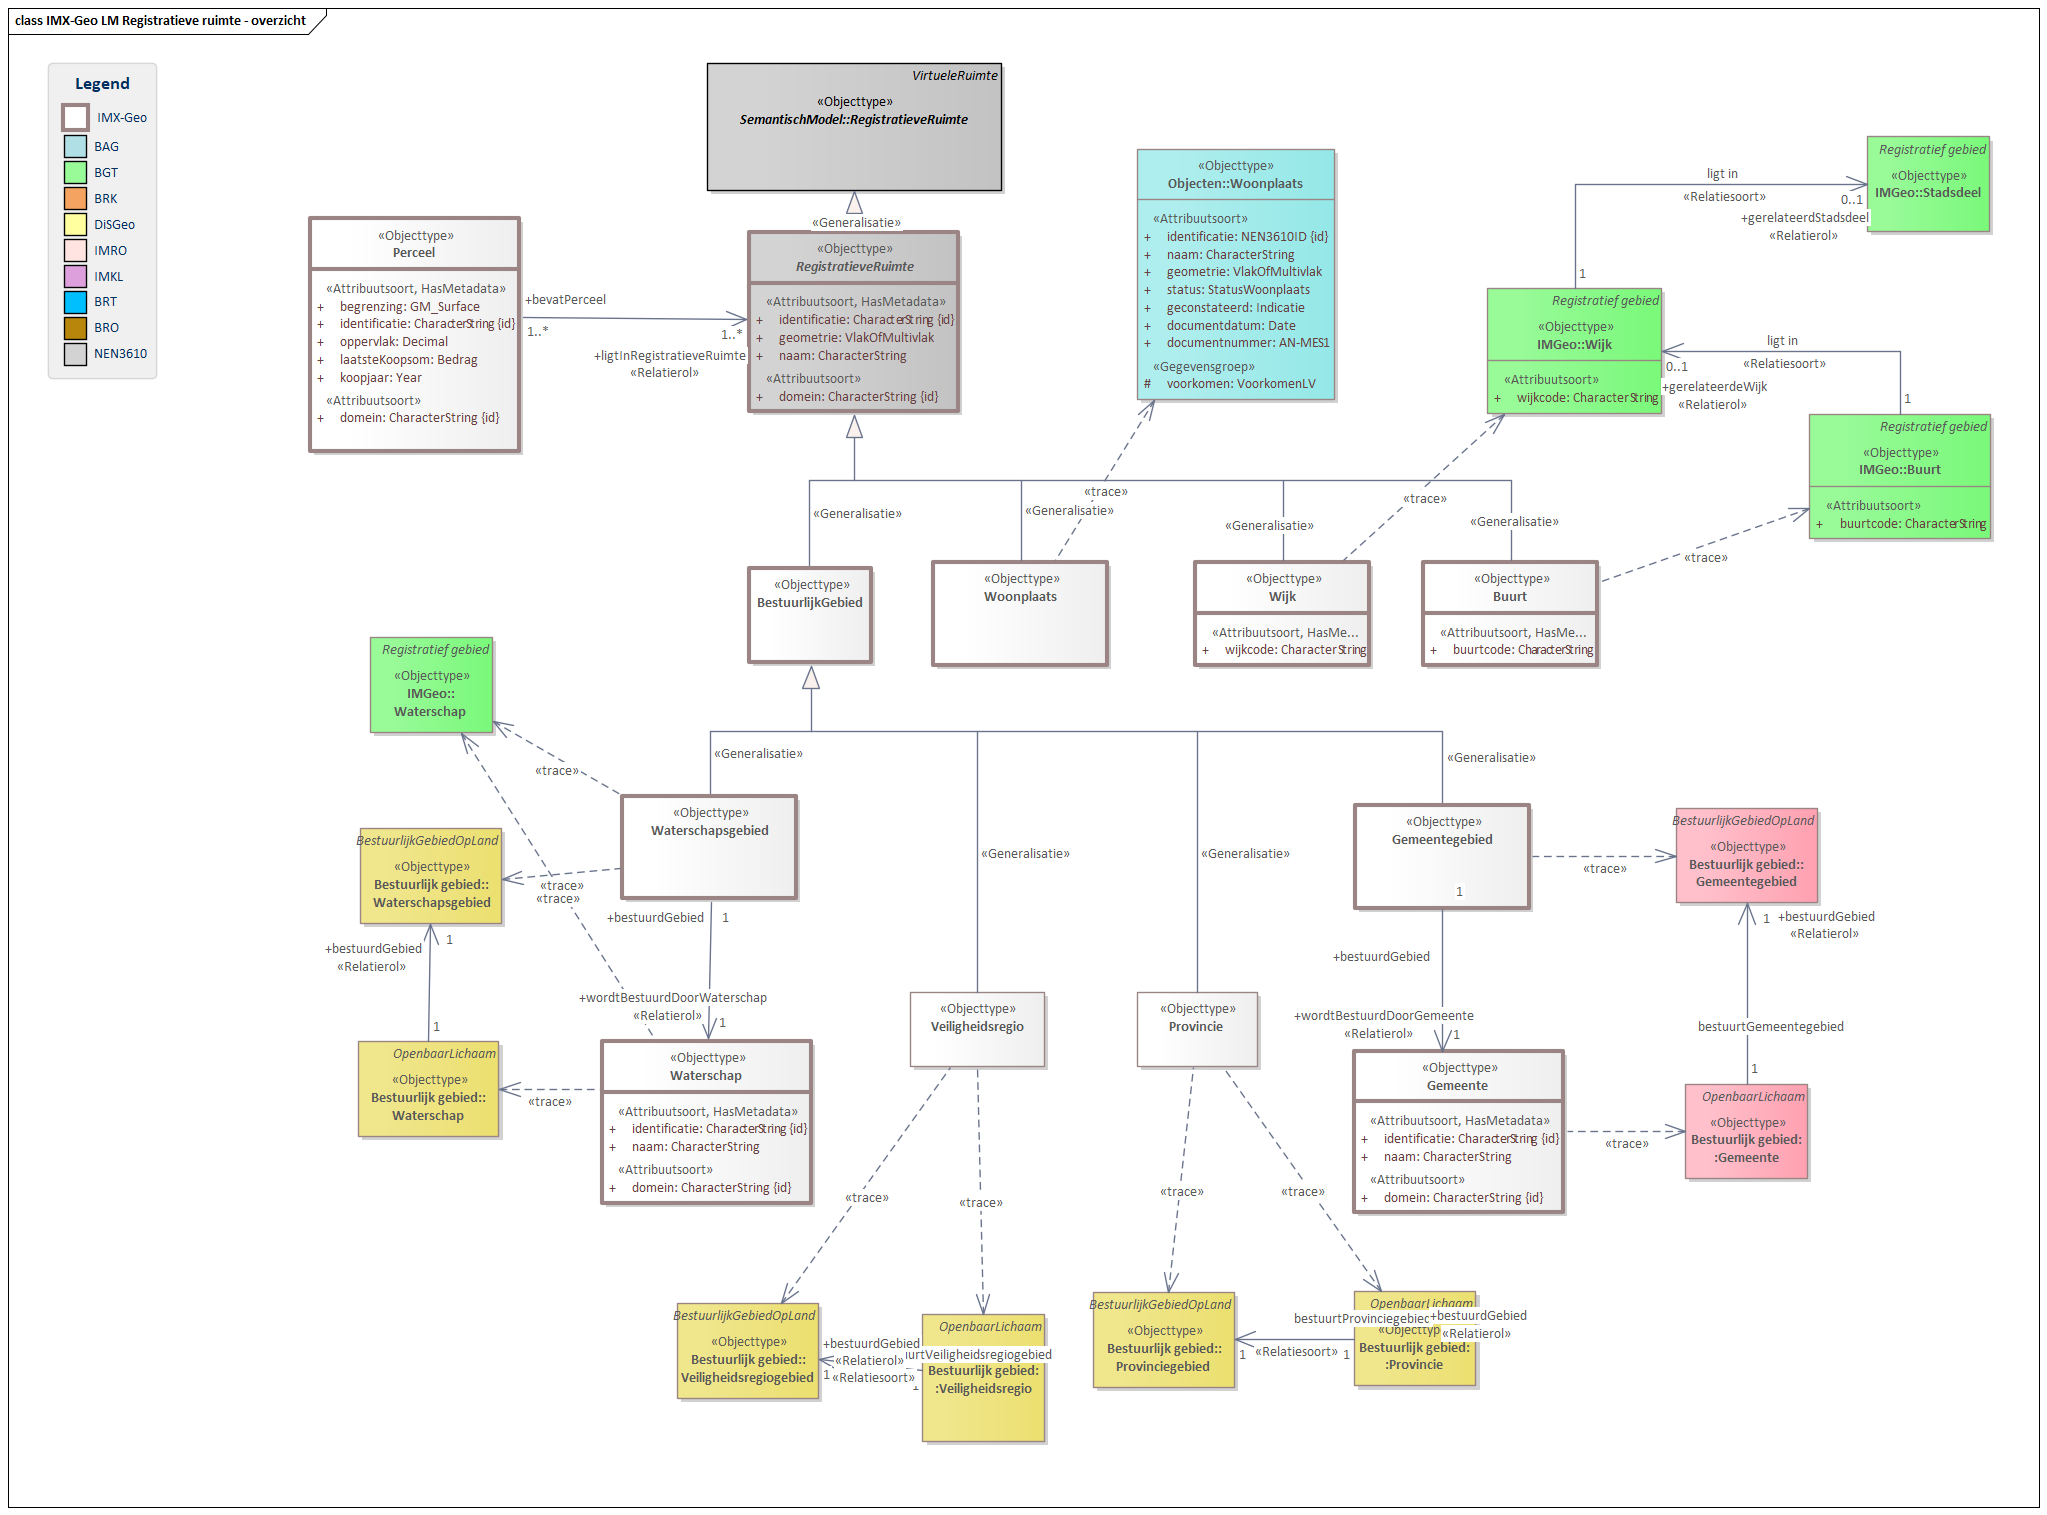 class IMX-Geo LM Registratieve ruimte - overzicht
Legend
IMX-Geo
BAG
BGT
BRK
DiSGeo
IMRO
IMKL
BRT
BRO
NEN3610
VirtueleRuimte
«Objecttype»
SemantischModel::RegistratieveRuimte
«Generalisatie»
«Objecttype»
Perceel
«Attribuutsoort, HasMetadata»
+ begrenzing: GM_Surface
+ identificatie: CharacterString {id}
+ oppervlak: Decimal
+ laatsteKoopsom: Bedrag
+ koopjaar: Year
«Attribuutsoort»
+ domein: CharacterString {id}
+bevatPerceel
1..*
1..*
+ligtInRegistratieveRuimte
«Relatierol»
«Objecttype»
RegistratieveRuimte
«Attribuutsoort, HasMetadata»
+ identificatie: CharacterString {id}
+ geometrie: VlakOfMultivlak
+ naam: CharacterString
«Attribuutsoort»
+ domein: CharacterString {id}
«Objecttype»
Objecten::Woonplaats
«Attribuutsoort»
+ identificatie: NEN3610ID {id}
+ naam: CharacterString
+ geometrie: VlakOfMultivlak
+ status: StatusWoonplaats
+ geconstateerd: Indicatie
+ documentdatum: Date
+ documentnummer: AN-MES1
«Gegevensgroep»
# voorkomen: VoorkomenLV
Registratief gebied
«Objecttype»
IMGeo::Stadsdeel
ligt in
«Relatiesoort»
0..1
+gerelateerdStadsdeel
«Relatierol»
1
Registratief gebied
«Objecttype»
IMGeo::Wijk
«Attribuutsoort»
+ wijkcode: CharacterString
ligt in
«Relatiesoort»
0..1
+gerelateerdeWijk
«Relatierol»
1
Registratief gebied
«Objecttype»
IMGeo::Buurt
«Attribuutsoort»
+ buurtcode: CharacterString
«Generalisatie»
«trace»
«Generalisatie»
«trace»
«Generalisatie»
«Generalisatie»
«trace»
«Objecttype»
BestuurlijkGebied
«Objecttype»
Woonplaats
«Objecttype»
Wijk
«Attribuutsoort, HasMe...
+ wijkcode: CharacterString
«Objecttype»
Buurt
«Attribuutsoort, HasMe...
+ buurtcode: CharacterString
Registratief gebied
«Objecttype»
IMGeo::
Waterschap
«trace»
«Generalisatie»
«Generalisatie»
«Generalisatie»
«Generalisatie»
«Objecttype»
Waterschapsgebied
BestuurlijkGebiedOpLand
«Objecttype»
Bestuurlijk gebied::
Waterschapsgebied
«trace»
«trace»
+bestuurdGebied
1
+bestuurdGebied
«Relatierol»
1
1
+wordtBestuurdDoorWaterschap
«Relatierol»
1
OpenbaarLichaam
«Objecttype»
Bestuurlijk gebied::
Waterschap
«trace»
«Objecttype»
Waterschap
«Attribuutsoort, HasMetadata»
+ identificatie: CharacterString {id}
+ naam: CharacterString
«Attribuutsoort»
+ domein: CharacterString {id}
«Objecttype»
Veiligheidsregio
«Objecttype»
Provincie
«Objecttype»
Gemeentegebied
1
+bestuurdGebied
+wordtBestuurdDoorGemeente
«Relatierol»
1
«trace»
BestuurlijkGebiedOpLand
«Objecttype»
Bestuurlijk gebied::
Gemeentegebied
1
+bestuurdGebied
«Relatierol»
bestuurtGemeentegebied
1
«Objecttype»
Gemeente
«Attribuutsoort, HasMetadata»
+ identificatie: CharacterString {id}
+ naam: CharacterString
«Attribuutsoort»
+ domein: CharacterString {id}
«trace»
OpenbaarLichaam
«Objecttype»
Bestuurlijk gebied:
:Gemeente
«trace»
«trace»
«trace»
«trace»
BestuurlijkGebiedOpLand
«Objecttype»
Bestuurlijk gebied::
Veiligheidsregiogebied
+bestuurdGebied
«Relatierol»
1
«Relatiesoort»
1
OpenbaarLichaam
urtVeiligheidsregiogebied
Bestuurlijk gebied:
:Veiligheidsregio
BestuurlijkGebiedOpLand
«Objecttype»
Bestuurlijk gebied::
Provinciegebied
bestuurtProvinciegebied
1
«Relatiesoort»
1
OpenbaarLichaam
+bestuurdGebied
«Relatierol»
Bestuurlijk gebied:
:Provincie